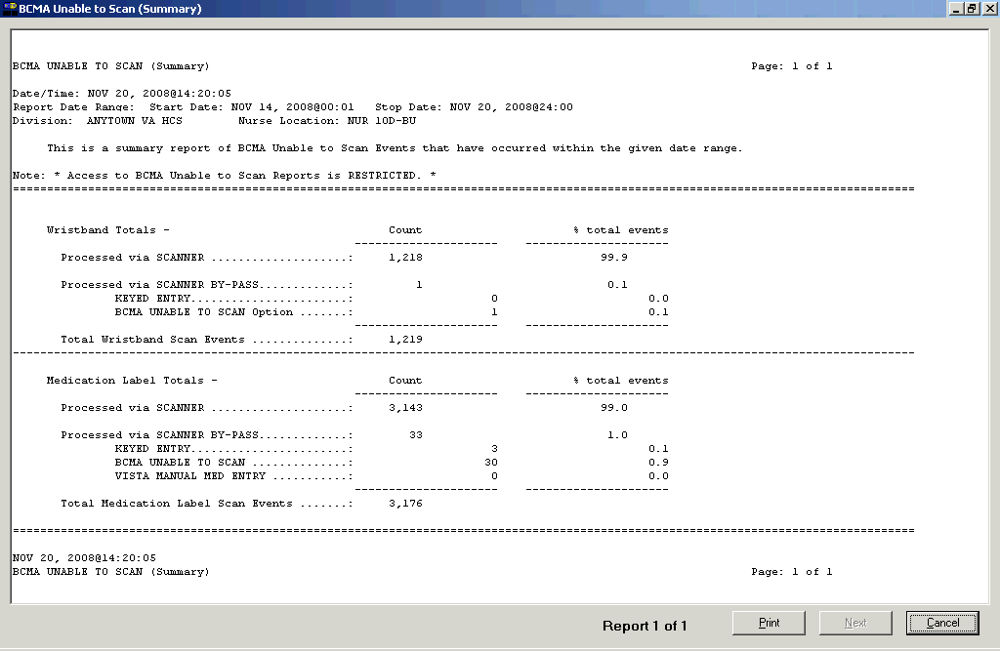 BCMA Unable to Scan (Summary)
BCMA UNABLE TO SCAN (Summary) Page: 1 of 1
Date/Time: NOV 20, 2008@14:20:05
Report Date Range: Start Date: NOV 14, 2008@00:01 Stop Date: NOV 20, 2008@24:00
Division: ANYTOWN VA HCS Nurse Location: NUR 10D-BU
This is a summary report of BCMA Unable to Scan Events that have occurred within the given date range.
Note: * Access to BCMA Unable to Scan Reports is RESTRICTED. *
Wristband Totals - Count % total events
Processed via SCANNER ....................: 1,218 99.9
Processed via SCANNER BY-PASS.............: 1 0.1
KEYED ENTRY.......................: 0 0.0
BCMA UNABLE TO SCAN Option .......: 1 0.1
Total Wristband Scan Events ..............: 1,219
Medication Label Totals - Count % total events
Processed via SCANNER ....................: 3,143 99.0
Processed via SCANNER BY-PASS.............: 33 1.0
KEYED ENTRY.......................: 3 0.1
BCMA UNABLE TO SCAN ..............: 30 0.9
VISTA MANUAL MED ENTRY ...........: 0 0.0
Total Medication Label Scan Events .......: 3,176
NOV 20, 2008@14:20:05
BCMA UNABLE TO SCAN (Summary) Page: 1 of 1
Report 1 of 1 Print Next Cancel